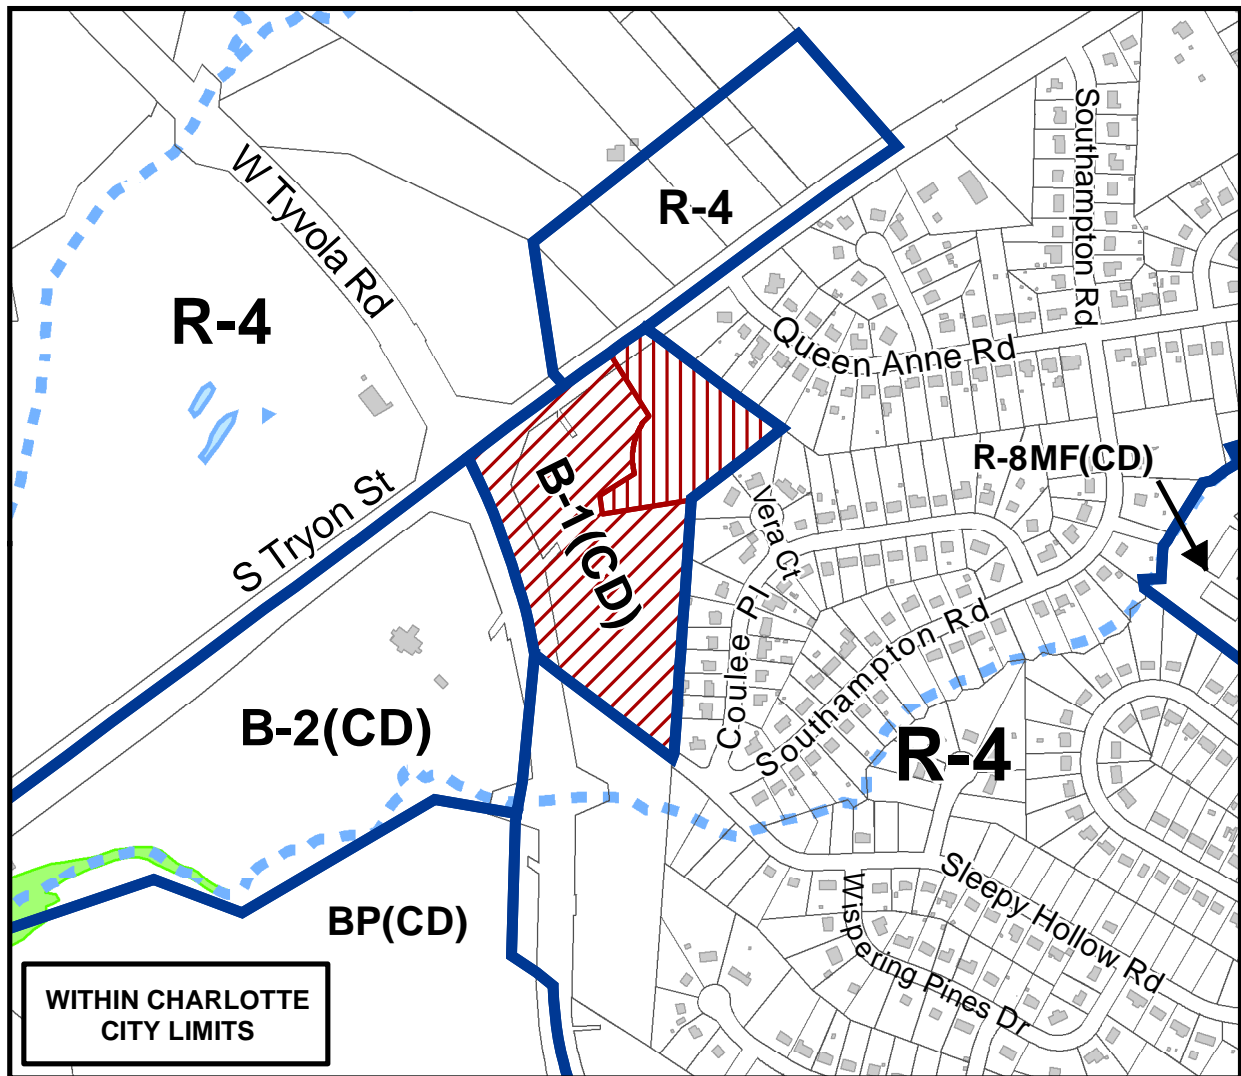 Southampton Rd
W Tyvola Rd
R-4
R-4
Queen Anne Rd
R-8MF(CD)
B-1(CD)
Vera Ct
S Tryon St
Coulee Pl
Southampton Rd
B-2(CD)
R-4
Sleepy Hollow Rd
Wispering Pines Dr
BP(CD)
WITHIN CHARLOTTE
CITY LIMITS